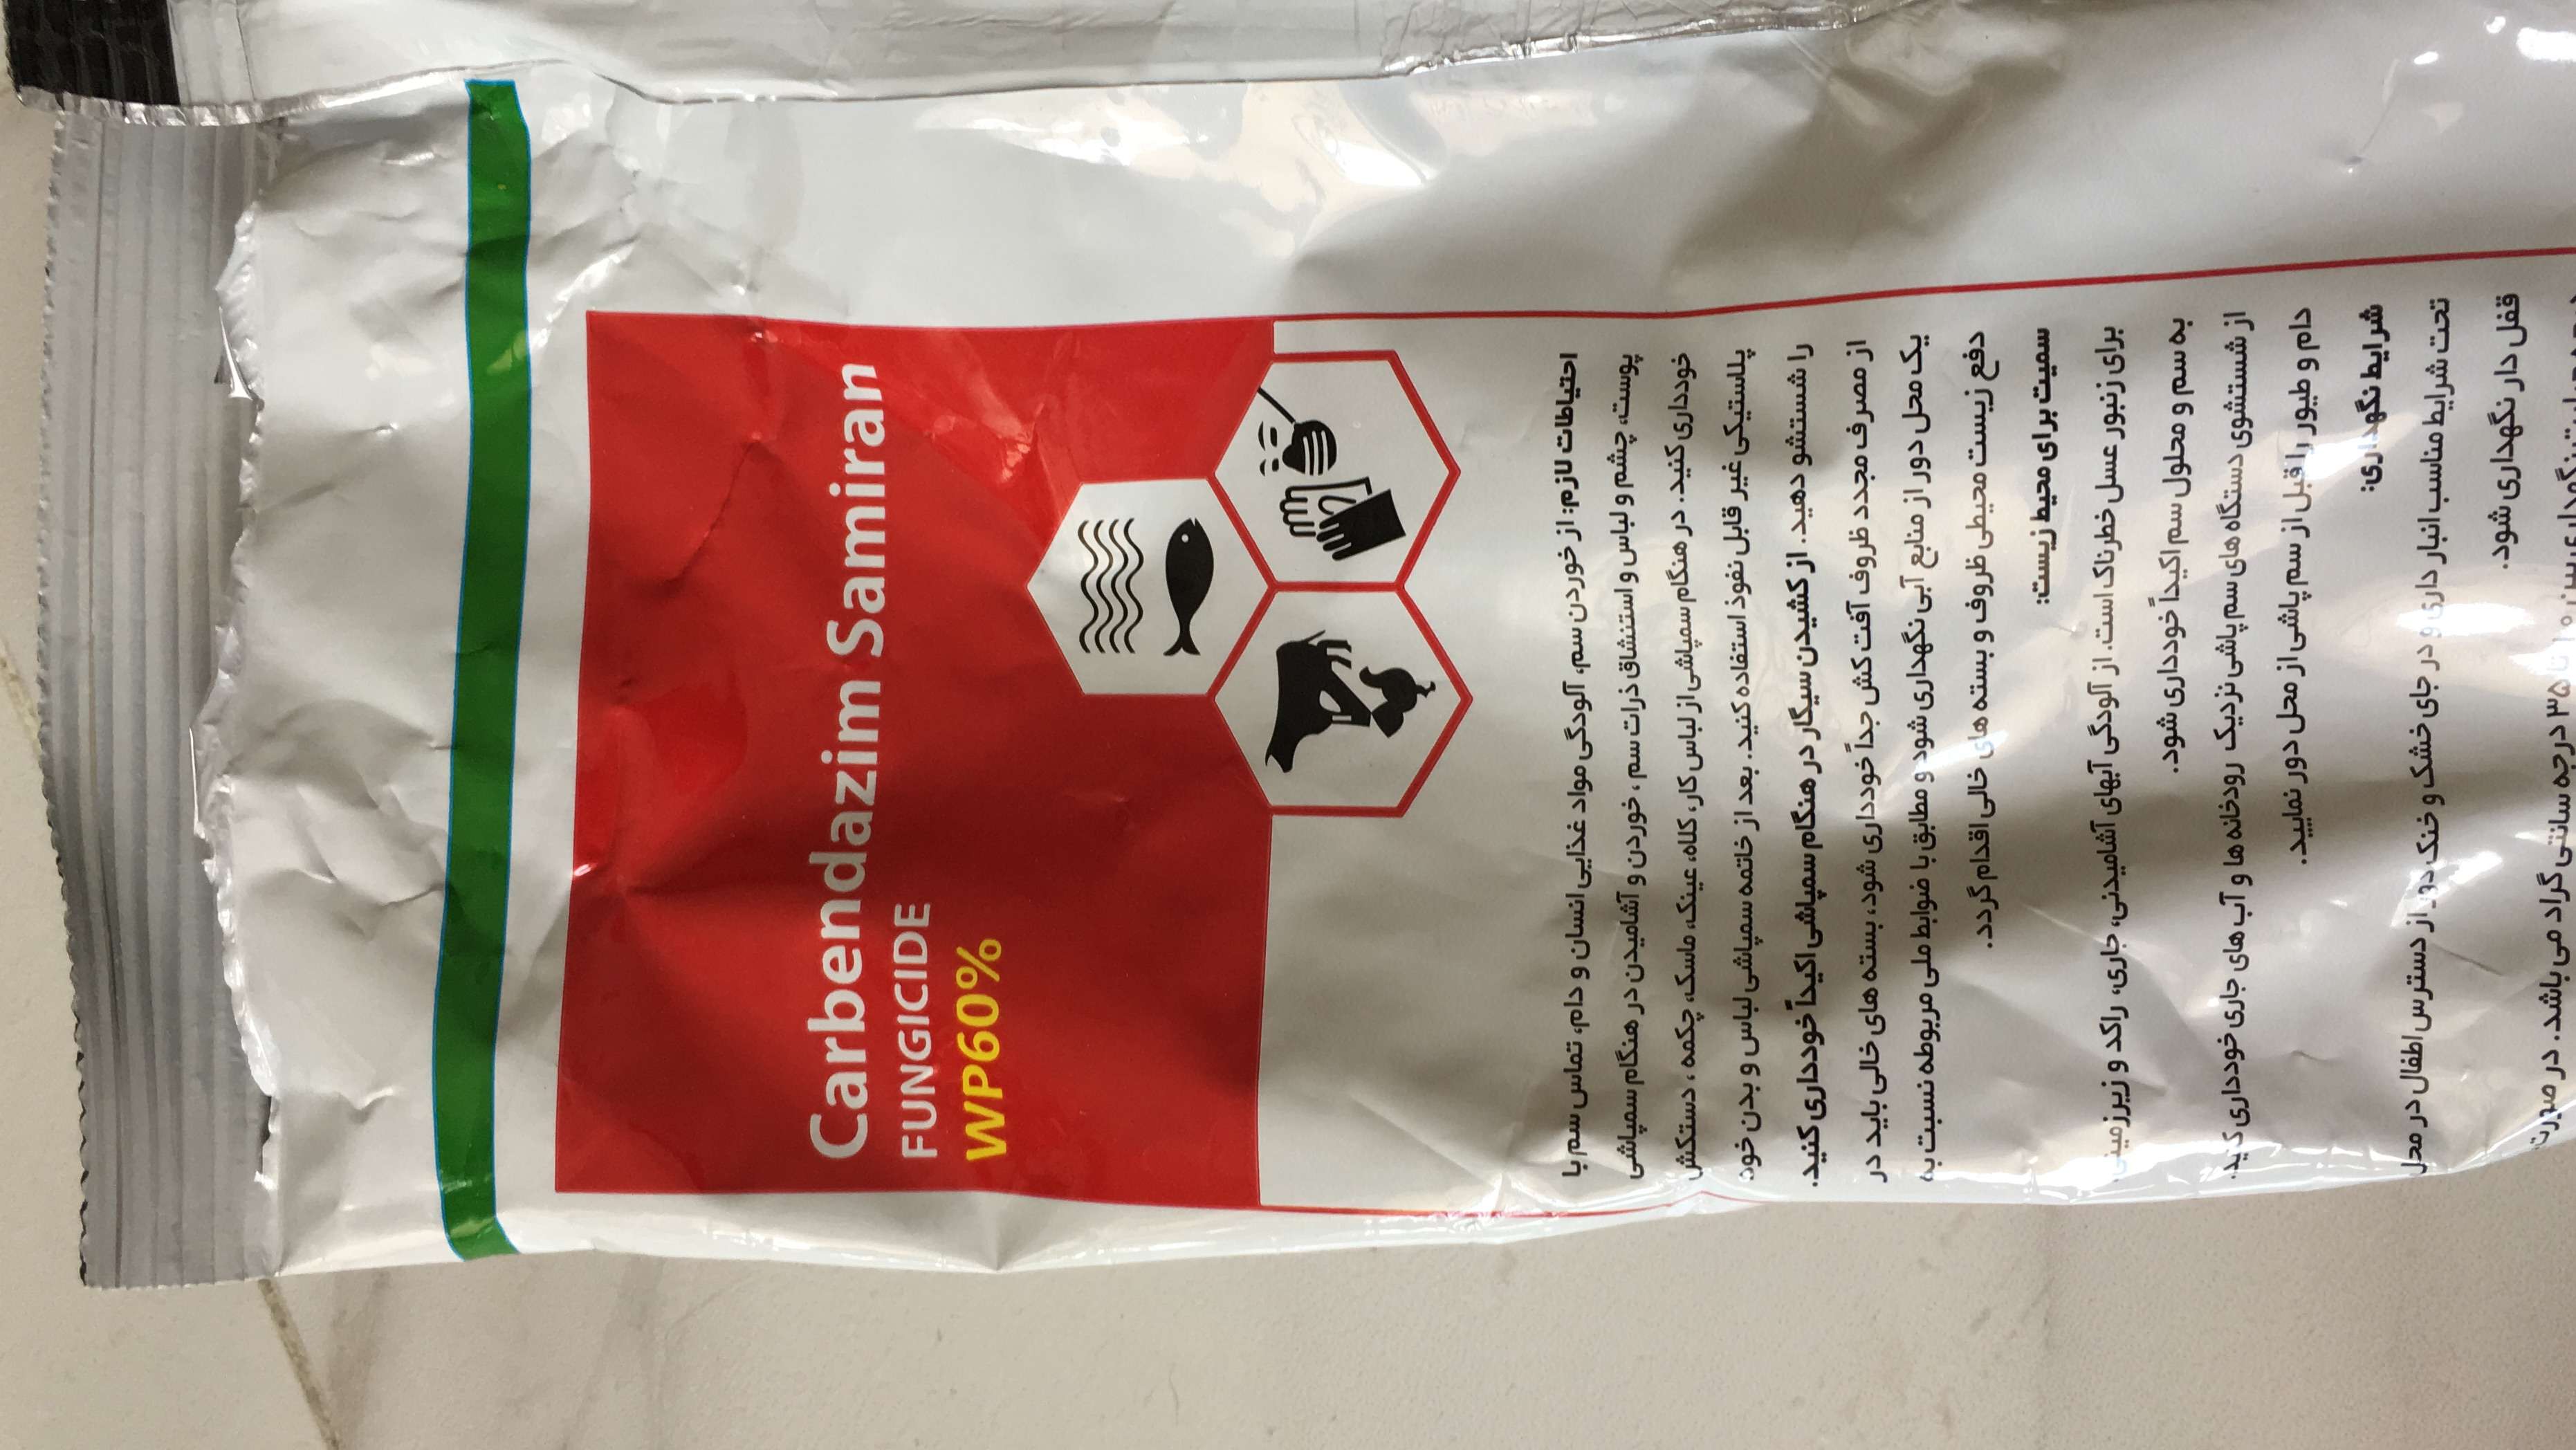 Carbendazim Samiran
FUNGICIDE
WP60%
احتیاطات لازم: از خوردن سم، آلودگی مواد غذایی انسان و دام، تماس سم با
پوست، چشم و لباس و استنشاق ذرات سم، خوردن و آشامیدن در هنگام سمپاشی
خودداری کنید. در هنگام سمپاشی از لباس کار، کلاه، عینک، ماسک، چکمه، دستکش
پلاستیکی غیر قابل نفوذ استفاده کنید. بعد از خاتمه سمپاشی لباس و بدن خود
را شستشو دهید. از کشیدن سیگار در هنگام سمپاشی اکیداً خودداری کنید.
از مصرف مجدد ظروف آفت کش جداً خودداری شود، بسته های خالی باید در
یک محل دور از منابع آبی نگهداری شود و مطابق با ضوابط ملی مربوطه نسبت به
دفع زیست محیطی ظروف و بسته های خالی اقدام گردد.
سمیت برای محیط زیست:
برای زنبور عسل خطرناک است. از آلودگی آبهای آشامیدنی، جاری، راکد و زیرزمینی
به سم و محلول سم اکیداً خودداری شود.
از شستشوی دستگاه های سم پاشی نزدیک رودخانه ها و آب های جاری خودداری کنید.
دام و طیور را قبل از سم پاشی از محل دور نمایید.
شرایط نگهداری:
تحت شرایط مناسب انبار داری و در جای خشک و خنک دور از دسترس اطفال در محل
قفل دار نگهداری شود.
۳۵ درجه سانتی گراد می باشد. در صورت